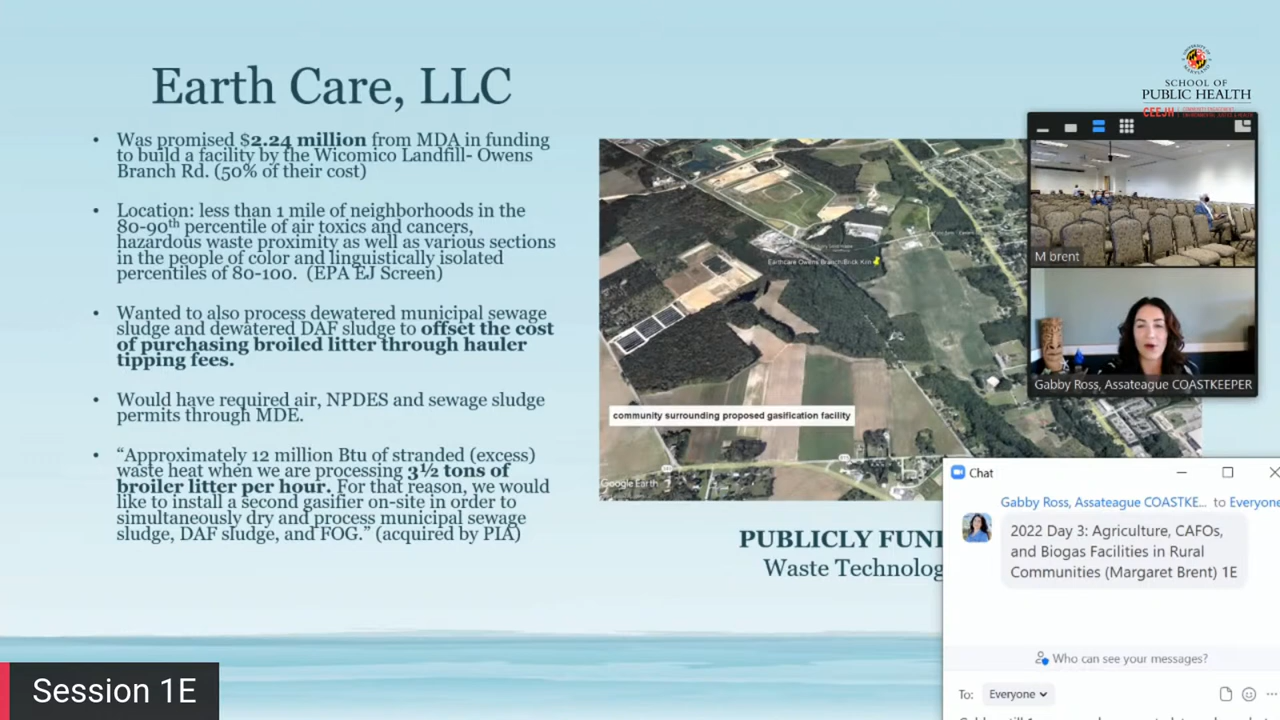 Earth Care, LLC
• Was promised $2.24 million from MDA in funding
to build a facility by the Wicomico Landfill- Owens
Branch Rd. (50% of their cost)
• Location: less than 1 mile of neighborhoods in the
80-90th percentile of air toxics and cancers,
hazardous waste proximity as well as various sections
in the people of color and linguistically isolated
percentiles of 80-100. (EPA EJ Screen)
• Wanted to also process dewatered municipal sewage
sludge and dewatered DAF sludge to offset the cost
of purchasing broiled litter through hauler
tipping fees.
• Would have required air, NPDES and sewage sludge
permits through MDE.
• “Approximately 12 million Btu of stranded (excess)
waste heat when we are processing 3½ tons of
broiler litter per hour. For that reason, we would
like to install a second gasifier on-site in order to
simultaneously dry and process municipal sewage
sludge, DAF sludge, and FOG.” (acquired by PIA)
Earthcare Owens Branch/Brick Kiln
community surrounding proposed gasification facility
Google Earth
PUBLICLY FUN
Waste Technolog
SCHOOL OF
PUBLIC HEALTH
CEEJH
M brent
Gabby Ross, Assateague COASTKEEPER
Chat
Gabby Ross, Assateague COASTKE... to Everyone
2022 Day 3: Agriculture, CAFOs,
and Biogas Facilities in Rural
Communities (Margaret Brent) 1E
Who can see your messages?
To: Everyone
Session 1E